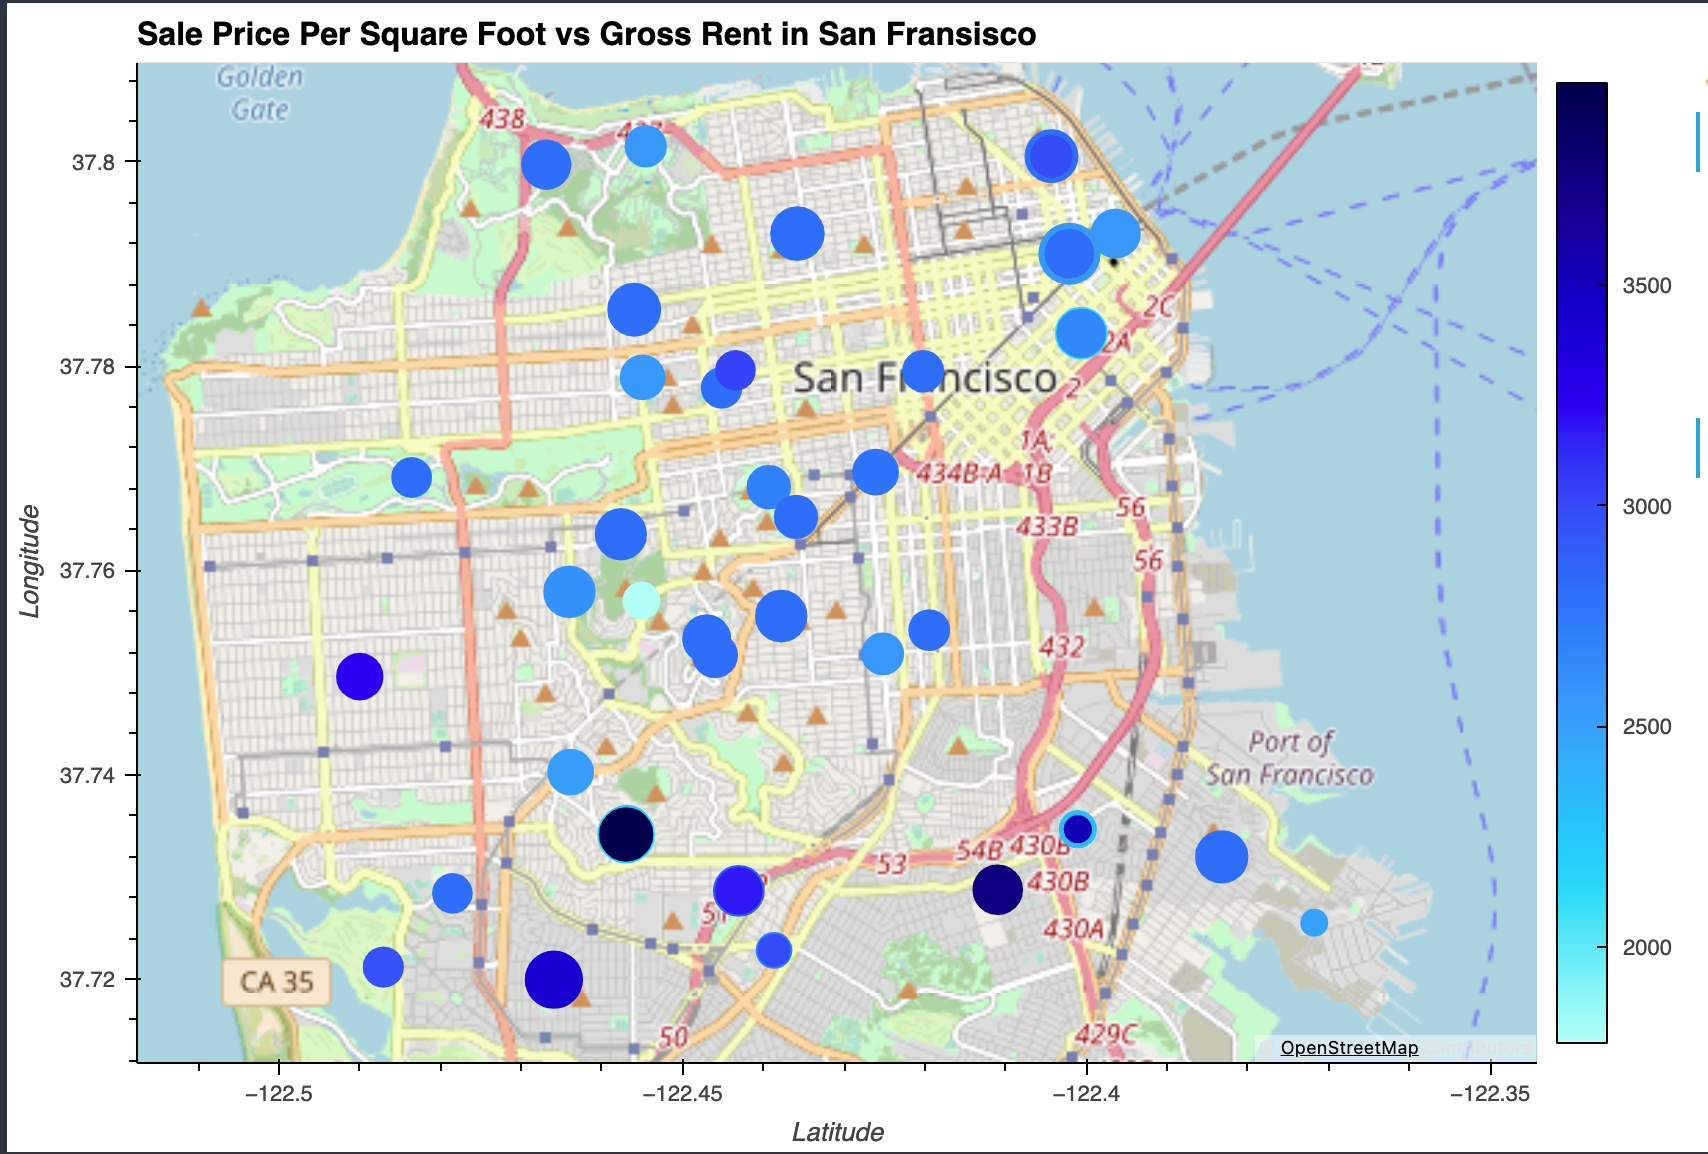 Sale Price Per Square Foot vs Gross Rent in San Fransisco
Golden
Gate
438
37.8
2C
2A
3500
37.78
San Fr ncisco
2
1A;
434B-A
1B
56
3000
433B
Longitude
37.76
56
432
2500
Port of
San Francisco
37.74
54B
430B
53
430B
51
430A
2000
CA 35
37.72
50
429C
OpenStreetMap
−122.5
−122.45
−122.4
−122.35
Latitude